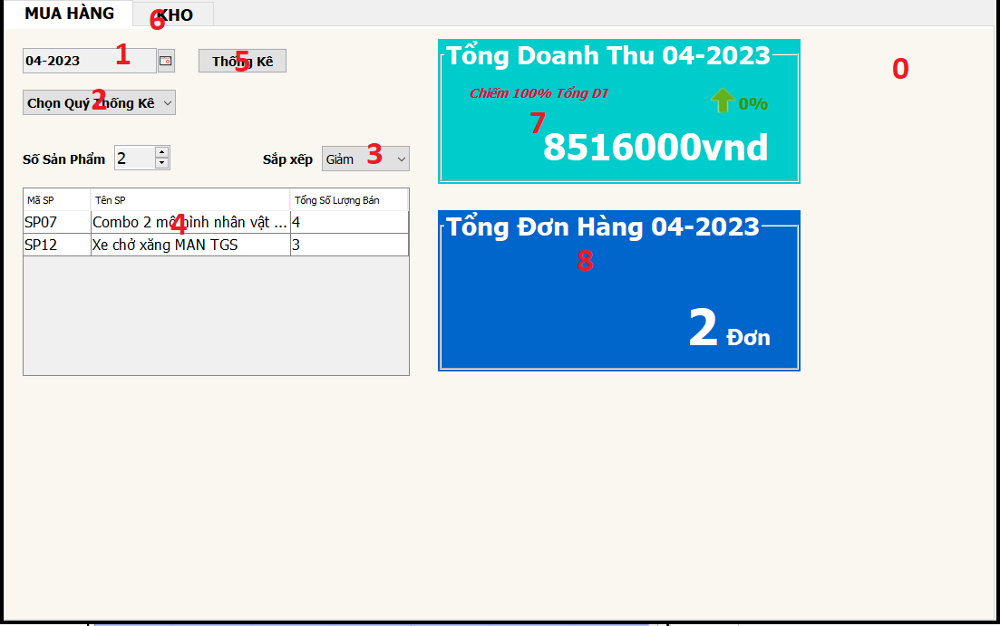 MUA HÀNG
KHO
6
04-2023
1
Thống Kê
5
Chọn Quý Thống Kê
2
Số Sản Phẩm 2
Sắp xếp Giảm
3
Mã SP Tên SP Tổng Số Lượng Bán
SP07 Combo 2 mô hình nhân vật ... 4
4
SP12 Xe chở xăng MAN TGS 3
Tổng Doanh Thu 04-2023
Chiếm 100% Tổng DT
0%
7
8516000vnd
0
Tổng Đơn Hàng 04-2023
8
2 Đơn